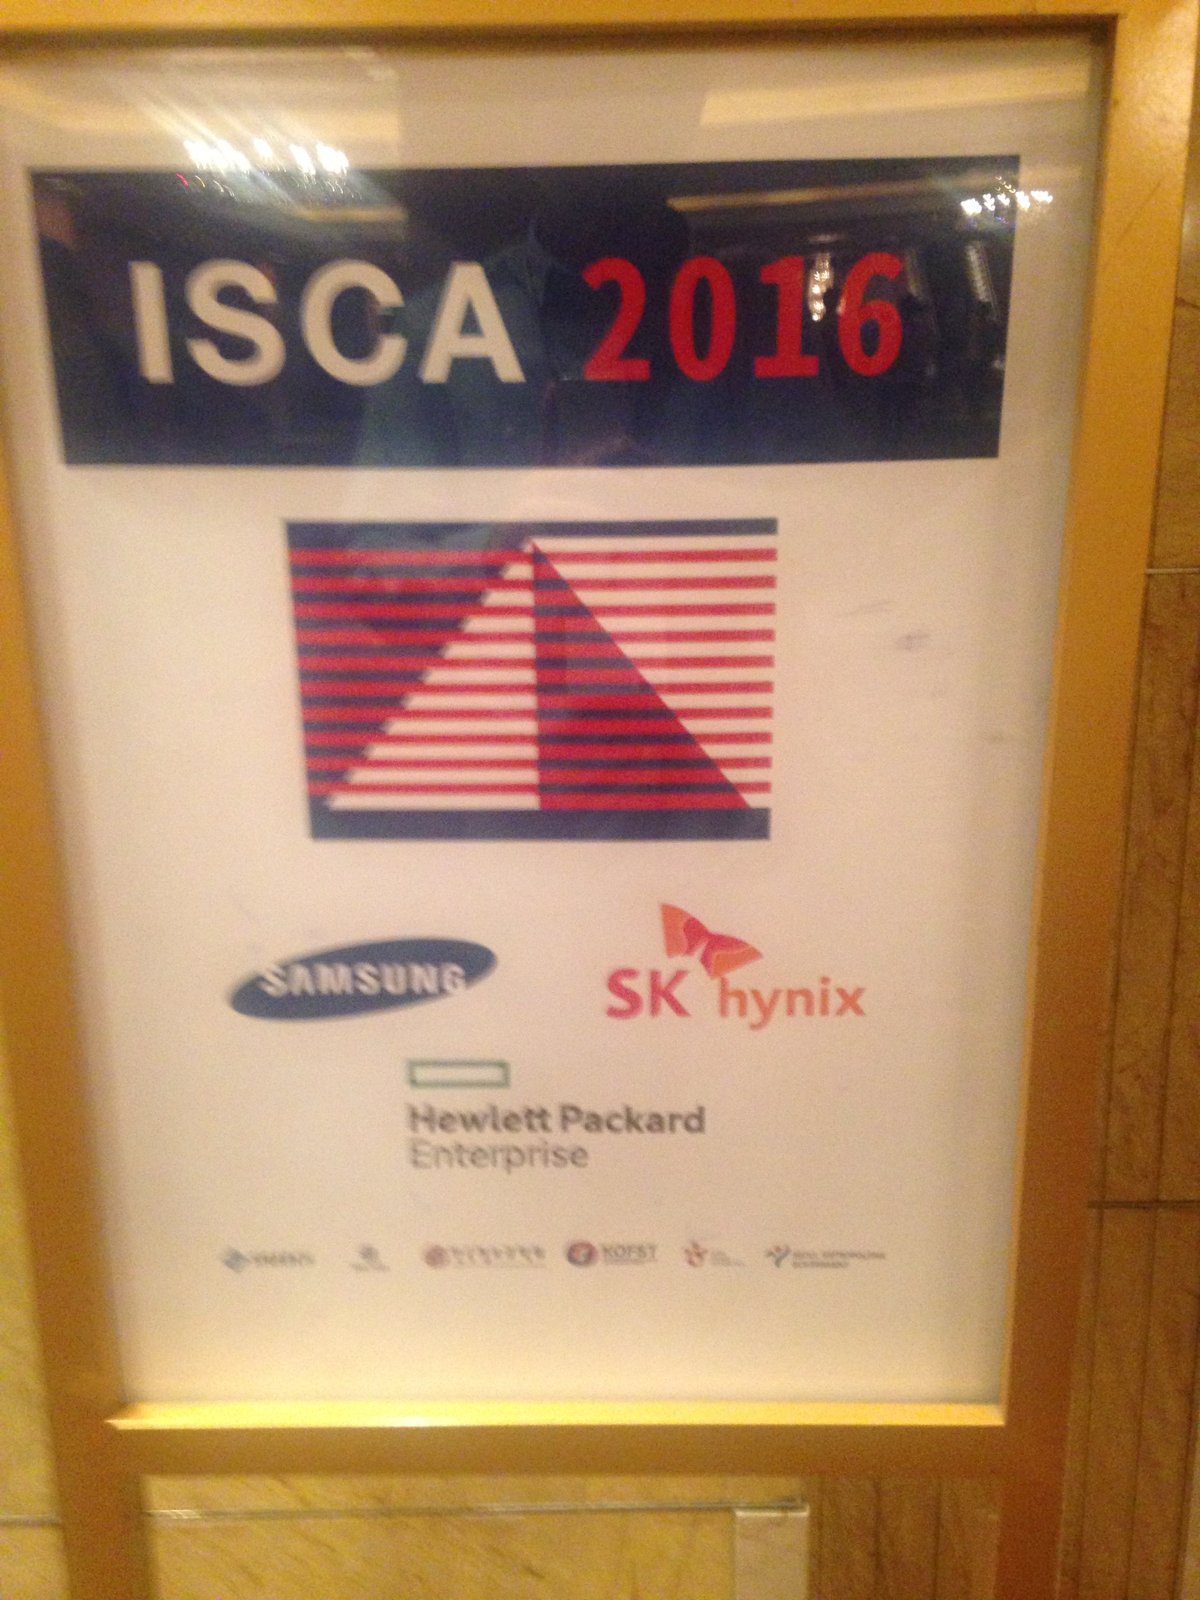 ISCA 2016
SAMSUNG
SK hynix
Hewlett Packard
Enterprise
KOFST